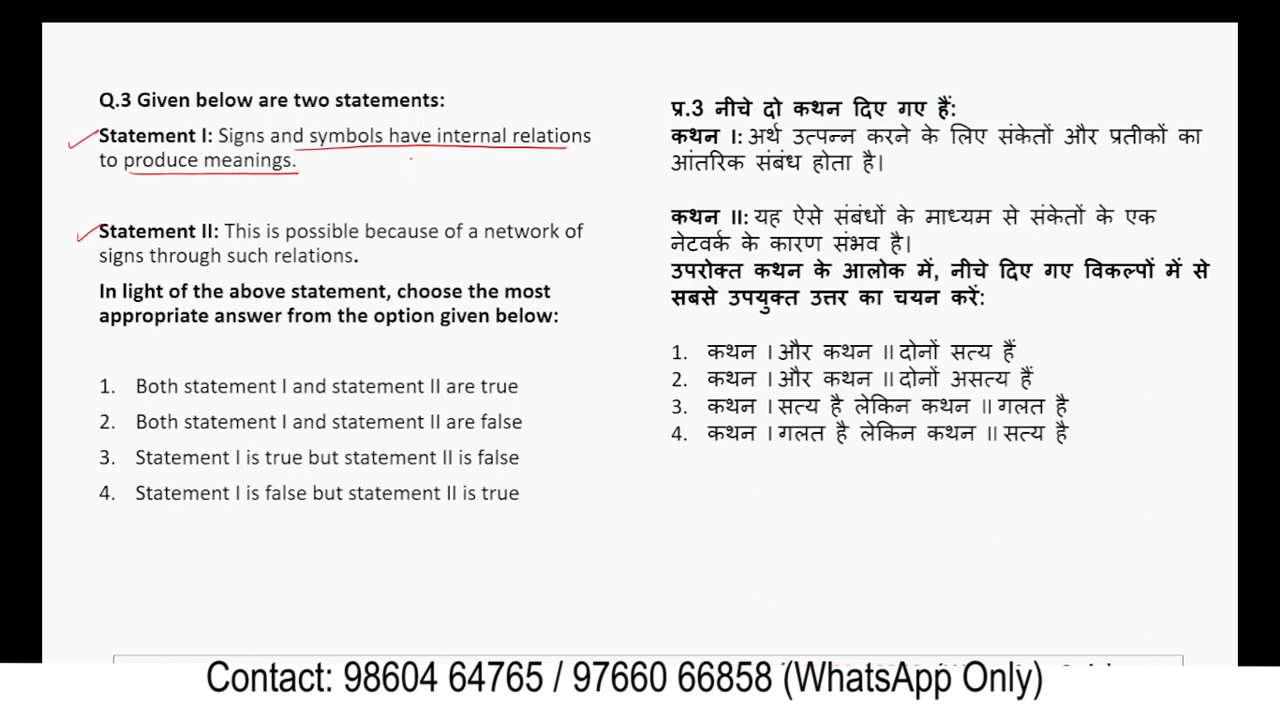 Q.3 Given below are two statements:
Statement I: Signs and symbols have internal relations
to produce meanings.
Statement II: This is possible because of a network of
signs through such relations.
In light of the above statement, choose the most
appropriate answer from the option given below:
1. Both statement I and statement II are true
2. Both statement I and statement II are false
3. Statement I is true but statement II is false
4. Statement I is false but statement II is true
प्र.3 नीचे दो कथन दिए गए हैं:
कथन I: अर्थ उत्पन्न करने के लिए संकेतों और प्रतीकों का
आंतरिक संबंध होता है।
कथन II: यह ऐसे संबंधों के माध्यम से संकेतों के एक
नेटवर्क के कारण संभव है।
उपरोक्त कथन के आलोक में, नीचे दिए गए विकल्पों में से
सबसे उपयुक्त उत्तर का चयन करें:
1. कथन I और कथन II दोनों सत्य हैं
2. कथन I और कथन II दोनों असत्य हैं
3. कथन I सत्य है लेकिन कथन II गलत है
4. कथन I गलत है लेकिन कथन II सत्य है
Contact: 98604 64765 / 97660 66858 (WhatsApp Only)